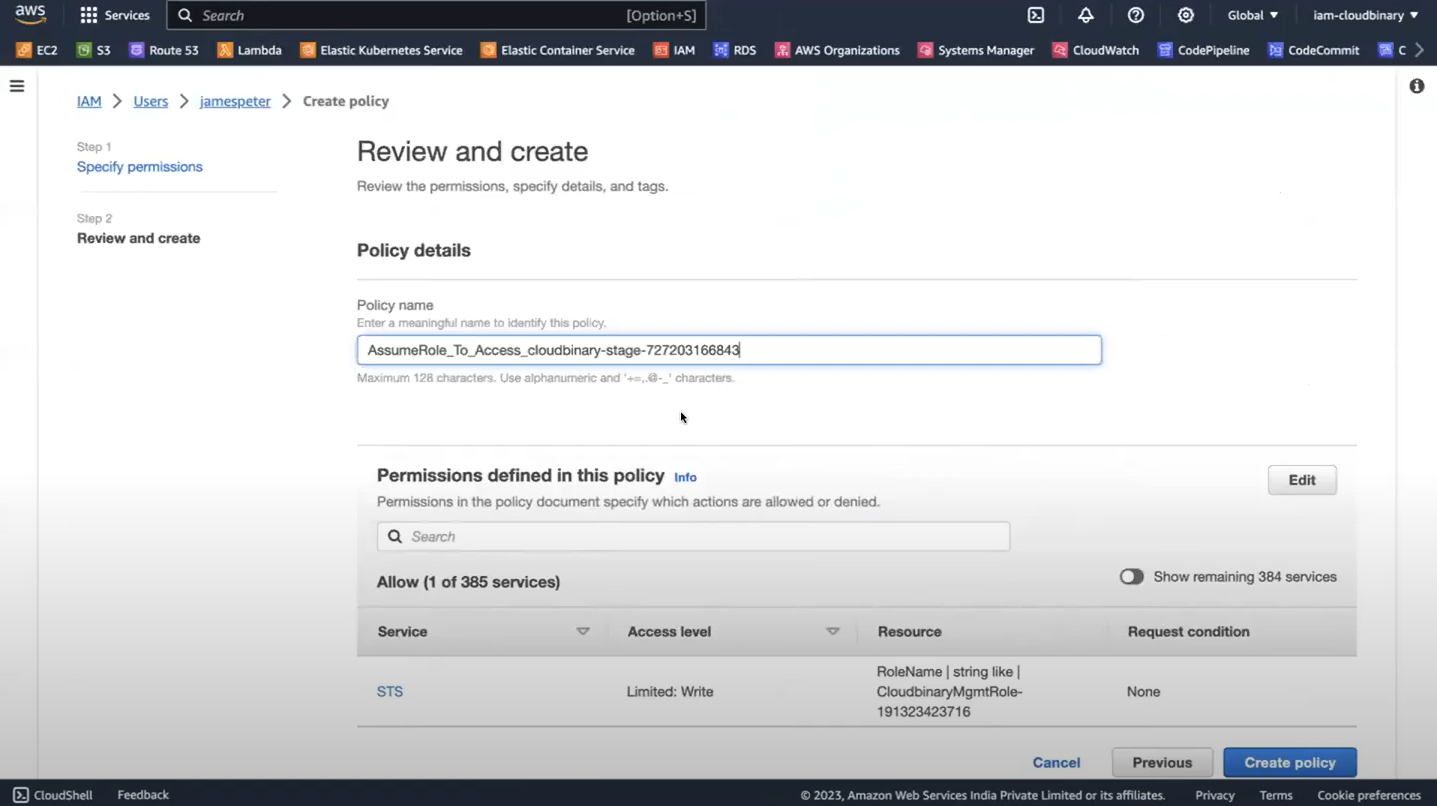 aws
Services
Search [Option+S]
Global
iam-cloudbinary
EC2
S3
Route 53
Lambda
Elastic Kubernetes Service
Elastic Container Service
IAM
RDS
AWS Organizations
Systems Manager
CloudWatch
CodePipeline
CodeCommit
C
IAM > Users > jamespeter > Create policy
Step 1
Specify permissions
Step 2
Review and create
Review and create
Review the permissions, specify details, and tags.
Policy details
Policy name
Enter a meaningful name to identify this policy.
AssumeRole_To_Access_cloudbinary-stage-727203166843
Maximum 128 characters. Use alphanumeric and '+=,.@-_' characters.
Permissions defined in this policy Info
Edit
Permissions in the policy document specify which actions are allowed or denied.
Search
Allow (1 of 385 services)
Show remaining 384 services
Service
Access level
Resource
Request condition
STS
Limited: Write
RoleName | string like |
CloudbinaryMgmtRole-
191323423716
None
Cancel
Previous
Create policy
CloudShell
Feedback
© 2023, Amazon Web Services India Private Limited or its affiliates.
Privacy
Terms
Cookie preferences